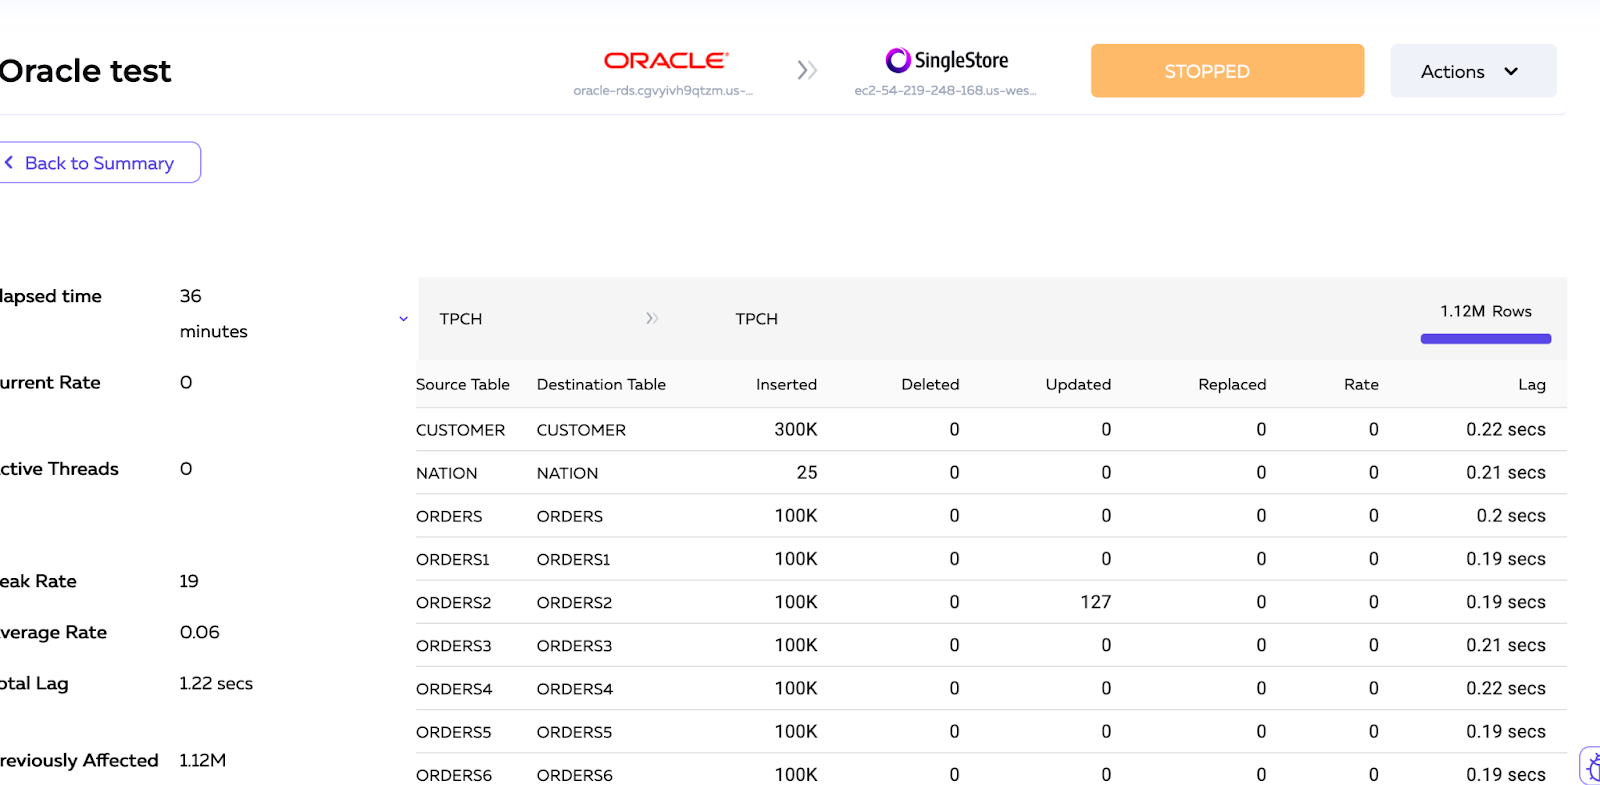 Oracle test
ORACLE
oracle-rds.cgvyivh9qtzm.us-...
SingleStore
ec2-54-219-248-168.us-wes...
STOPPED
Actions
Back to Summary
lapsed time 36 minutes
urrent Rate 0
ctive Threads 0
eak Rate 19
verage Rate 0.06
otal Lag 1.22 secs
reviously Affected 1.12M
TPCH TPCH 1.12M Rows
Source Table Destination Table Inserted Deleted Updated Replaced Rate Lag
CUSTOMER CUSTOMER 300K 0 0 0 0 0.22 secs
NATION NATION 25 0 0 0 0 0.21 secs
ORDERS ORDERS 100K 0 0 0 0 0.2 secs
ORDERS1 ORDERS1 100K 0 0 0 0 0.19 secs
ORDERS2 ORDERS2 100K 0 127 0 0 0.19 secs
ORDERS3 ORDERS3 100K 0 0 0 0 0.21 secs
ORDERS4 ORDERS4 100K 0 0 0 0 0.22 secs
ORDERS5 ORDERS5 100K 0 0 0 0 0.19 secs
ORDERS6 ORDERS6 100K 0 0 0 0 0.19 secs